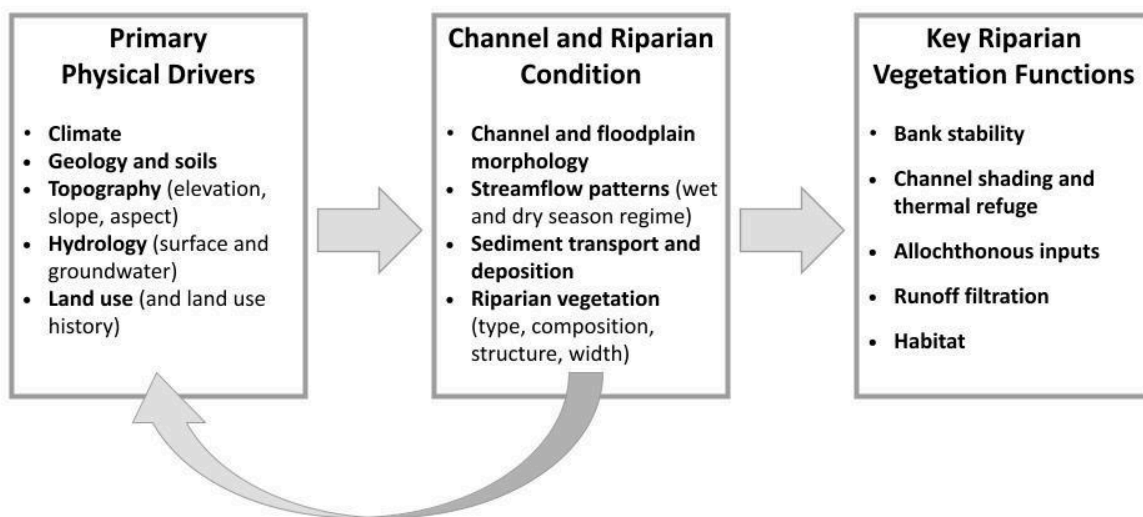 Primary
Physical Drivers
• Climate
• Geology and soils
• Topography (elevation,
slope, aspect)
• Hydrology (surface and
groundwater)
• Land use (and land use
history)
Channel and Riparian
Condition
• Channel and floodplain
morphology
• Streamflow patterns (wet
and dry season regime)
• Sediment transport and
deposition
• Riparian vegetation
(type, composition,
structure, width)
Key Riparian
Vegetation Functions
• Bank stability
• Channel shading and
thermal refuge
• Allochthonous inputs
• Runoff filtration
• Habitat